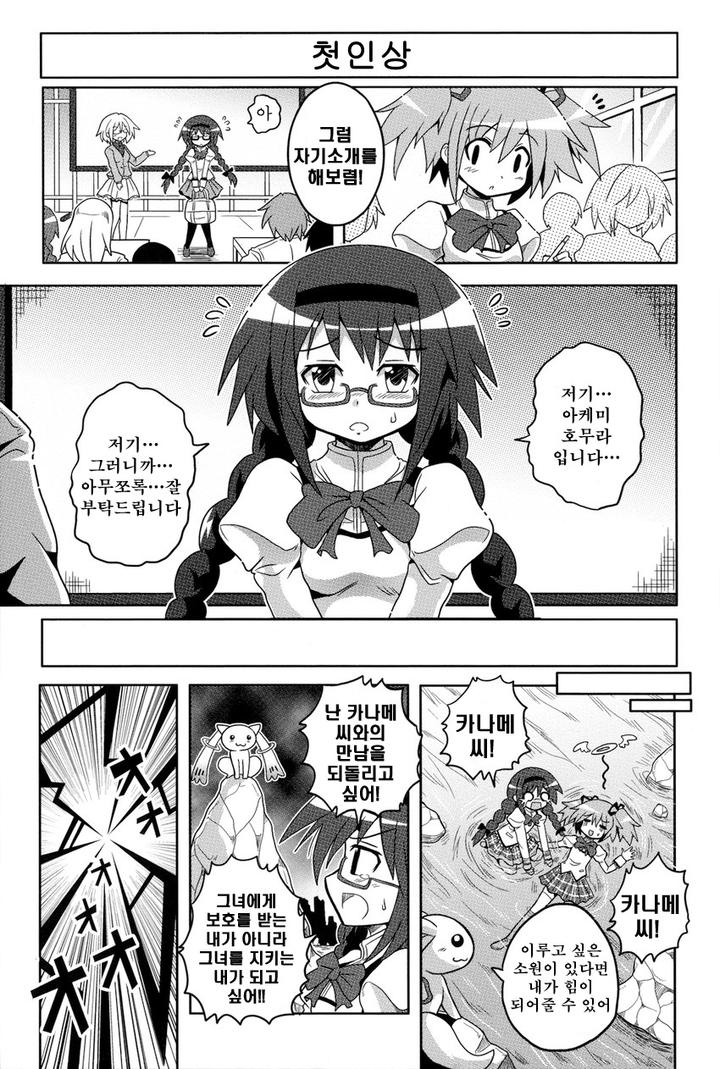 첫인상
그럼
자기소개를
해보렴!
아
저기…
아케미
호무라
입니다…
저기…
그러니까…
아무쪼록…잘
부탁드립니다
카나메
씨!
카나메
씨!
이루고 싶은
소원이 있다면
내가 힘이
되어줄 수 있어
난 카나메
씨와의
만남을
되돌리고
싶어!
그녀에게
보호를 받는
내가 아니라
그녀를 지키는
내가 되고
싶어!!
오오오오